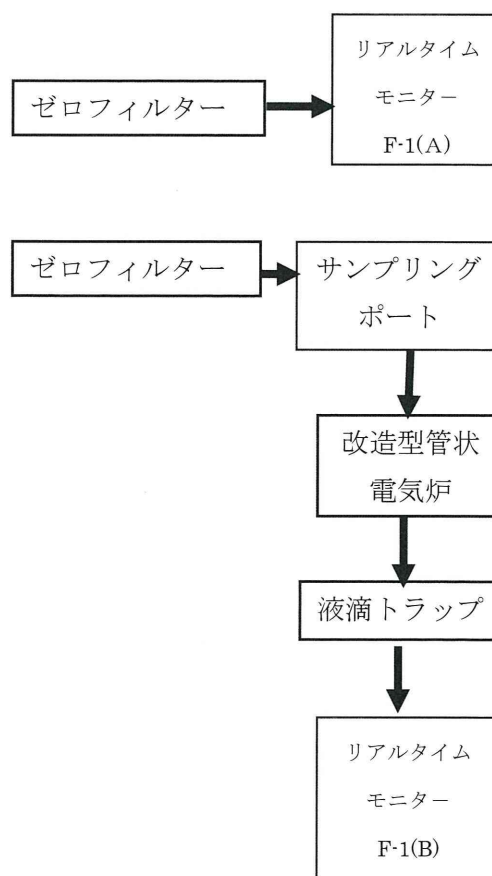 リアルタイム
ゼロフィルター
モニター
F-1(A)
ゼロフィルター
サンプリング
ポート
改造型管状
電気炉
液滴トラップ
リアルタイム
モニター
F-1(B)